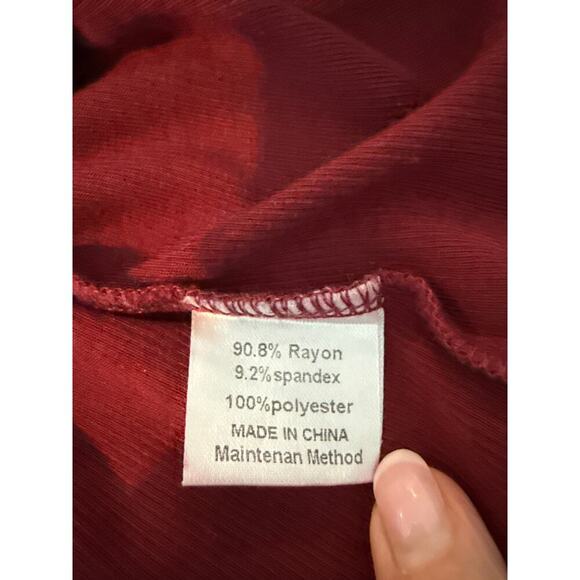 90.8% Rayon
9.2%spandex
100%polyester
MADE IN CHINA
Maintenan Method